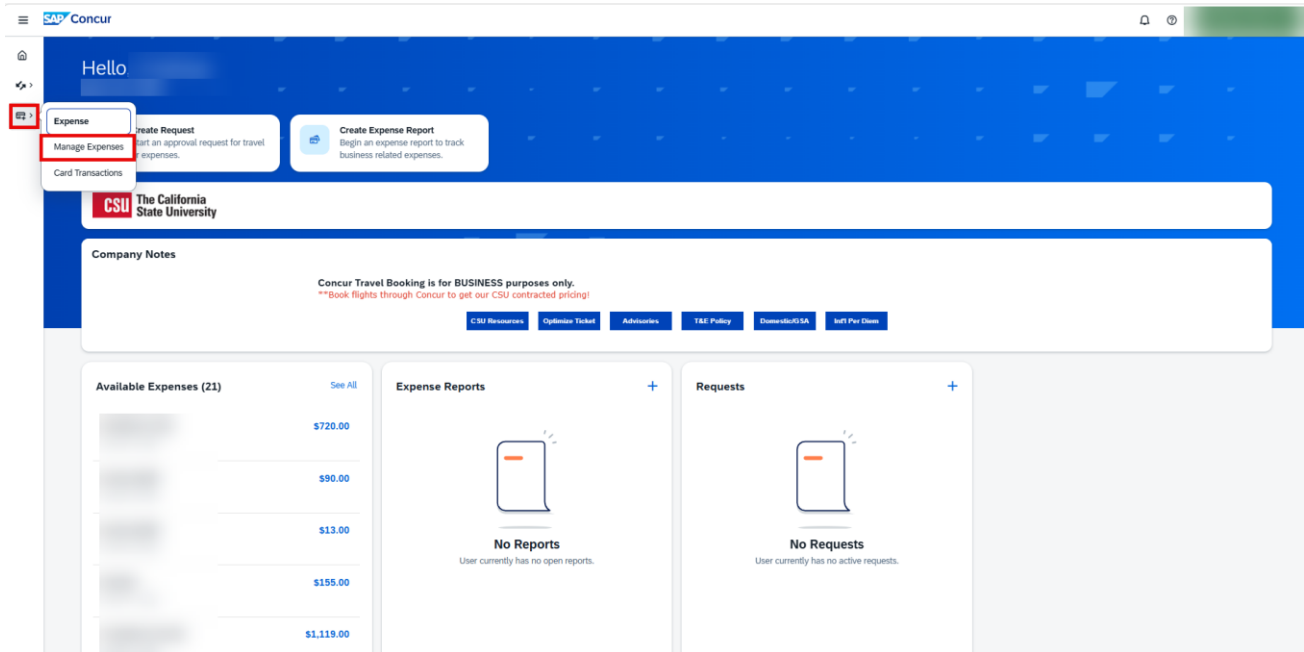 SAP Concur
Hello
Expense
Manage Expenses
Card Transactions
Create Request
Start an approval request for travel
or expenses.
Create Expense Report
Begin an expense report to track
business related expenses.
CSU The California
State University
Company Notes
Concur Travel Booking is for BUSINESS purposes only.
**Book flights through Concur to get our CSU contracted pricing!
CSU Resources Optimize Ticket Advisories T&E Policy Domestic/GSA Int'l Per Diem
Available Expenses (21) See All
$720.00
$90.00
$13.00
$155.00
$1,119.00
Expense Reports +
No Reports
User currently has no open reports.
Requests +
No Requests
User currently has no active requests.